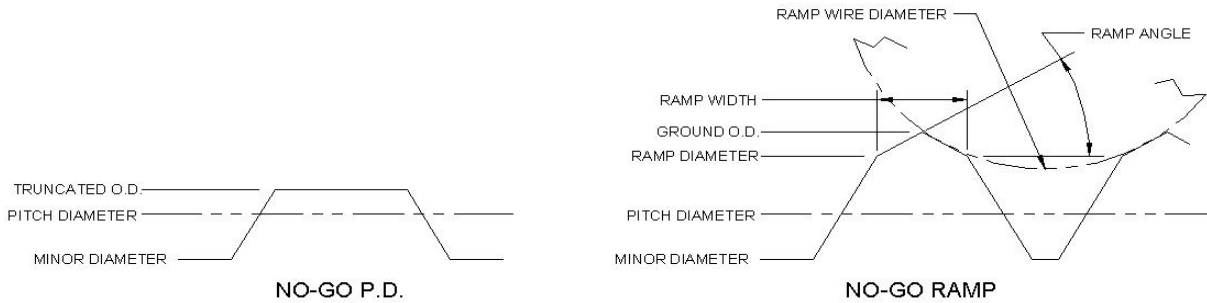 TRUNCATED O.D.
PITCH DIAMETER
MINOR DIAMETER
NO-GO P.D.
RAMP WIRE DIAMETER
RAMP ANGLE
RAMP WIDTH
GROUND O.D.
RAMP DIAMETER
PITCH DIAMETER
MINOR DIAMETER
NO-GO RAMP